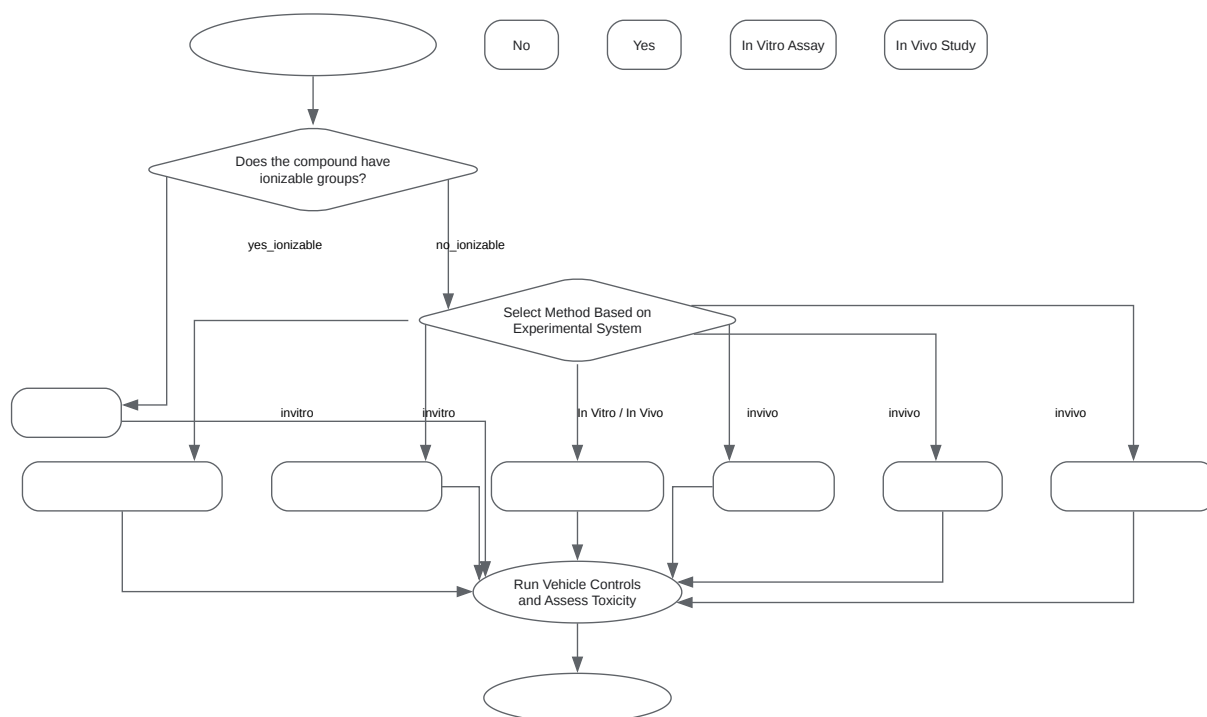 No
Yes
In Vitro Assay
In Vivo Study
Does the compound have
ionizable groups?
yes_ionizable
no_ionizable
Select Method Based on
Experimental System
invitro
invitro
In Vitro / In Vivo
invivo
invivo
invivo
Run Vehicle Controls
and Assess Toxicity